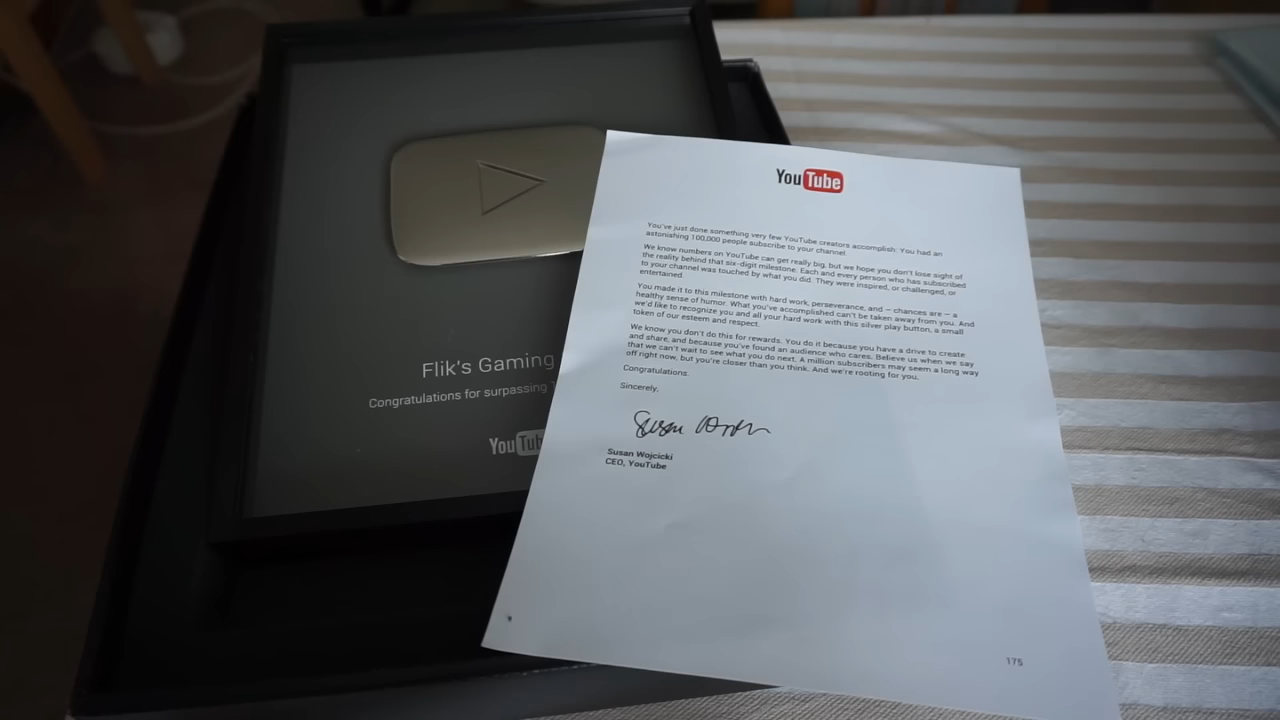 Flik's Gaming
Congratulations for surpassing
YouTub
YouTube
You've just done something very few YouTube creators accomplish: You had an
astonishing 100,000 people subscribe to your channel.
We know numbers on YouTube can get really big, but we hope you don't lose sight of
the reality behind that six-digit milestone. Each and every person who has subscribed
to your channel was touched by what you did. They were inspired, or challenged, or
entertained.
You made it to this milestone with hard work, perseverance, and — chances are — a
healthy sense of humor. What you've accomplished can't be taken away from you. And
we'd like to recognize you and all your hard work with this silver play button, a small
token of our esteem and respect.
We know you don't do this for rewards. You do it because you have a drive to create
and share, and because you've found an audience who cares. Believe us when we say
that we can't wait to see what you do next. A million subscribers may seem a long way
off right now, but you're closer than you think. And we're rooting for you.
Congratulations.
Sincerely,
Susan Wojcicki
CEO, YouTube
175